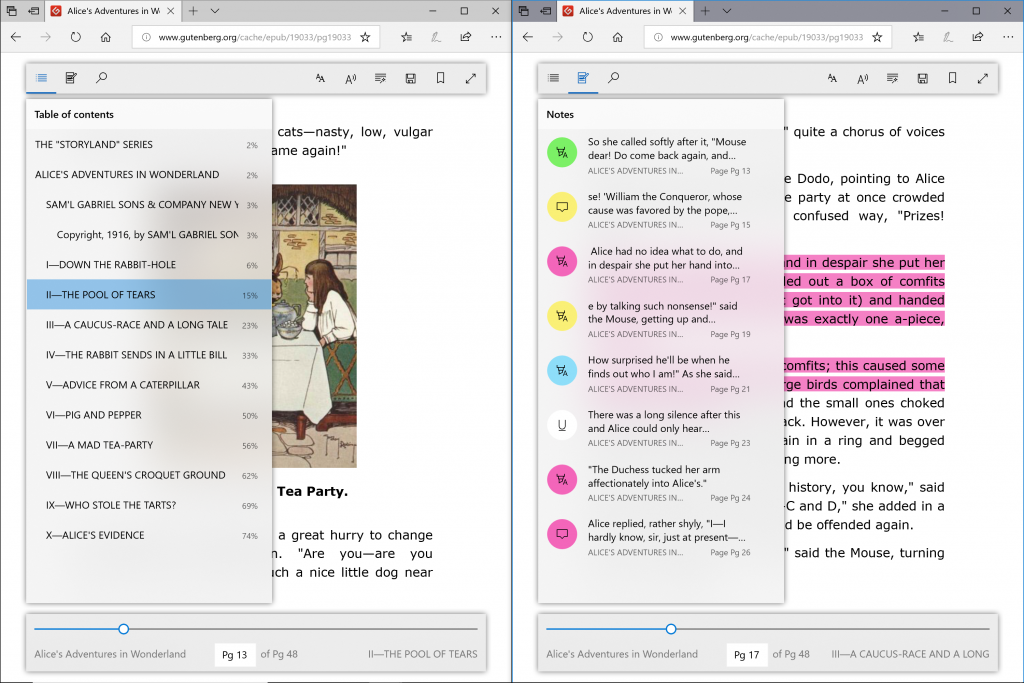 Alice's Adventures in Wo
www.gutenberg.org/cache/epub/19033/pg19033
Table of contents
THE "STORYLAND" SERIES 2%
ALICE'S ADVENTURES IN WONDERLAND 2%
SAM'L GABRIEL SONS & COMPANY NEW Y 3%
Copyright, 1916, by SAM'L GABRIEL SON 3%
I—DOWN THE RABBIT-HOLE 6%
II—THE POOL OF TEARS 15%
III—A CAUCUS-RACE AND A LONG TALE 23%
IV—THE RABBIT SENDS IN A LITTLE BILL 33%
V—ADVICE FROM A CATERPILLAR 43%
VI—PIG AND PEPPER 50%
VII—A MAD TEA-PARTY 56%
VIII—THE QUEEN'S CROQUET GROUND 62%
IX—WHO STOLE THE TARTS? 69%
X—ALICE'S EVIDENCE 74%
cats—nasty, low, vulgar
ame again!"
Tea Party.
a great hurry to change
n. "Are you—are you
ch a nice little dog near
Alice's Adventures in Wonderland Pg 13 of Pg 48 II—THE POOL OF TEARS
Alice's Adventures in Wo
www.gutenberg.org/cache/epub/19033/pg19033
Notes
So she called softly after it, "Mouse
dear! Do come back again, and...
ALICE'S ADVENTURES IN... Page Pg 13
se! 'William the Conqueror, whose
cause was favored by the pope,...
ALICE'S ADVENTURES IN... Page Pg 15
Alice had no idea what to do, and
in despair she put her hand into...
ALICE'S ADVENTURES IN... Page Pg 17
e by talking such nonsense!" said
the Mouse, getting up and...
ALICE'S ADVENTURES IN... Page Pg 19
How surprised he'll be when he
finds out who I am!" As she said...
ALICE'S ADVENTURES IN... Page Pg 21
There was a long silence after this
and Alice could only hear...
ALICE'S ADVENTURES IN... Page Pg 23
"The Duchess tucked her arm
affectionately into Alice's."
ALICE'S ADVENTURES IN... Page Pg 24
Alice replied, rather shyly, "I—I
hardly know, sir, just at present—...
ALICE'S ADVENTURES IN... Page Pg 26
" quite a chorus of voices
e Dodo, pointing to Alice
e party at once crowded
confused way, "Prizes!
and in despair she put her
led out a box of comfits
got into it) and handed
was exactly one a-piece,
comfits; this caused some
rge birds complained that
d the small ones choked
ack. However, it was over
ain in a ring and begged
ng more.
history, you know," said
-C and D," she added in a
d be offended again.
" said the Mouse, turning
Alice's Adventures in Wonderland Pg 17 of Pg 48 III—A CAUCUS-RACE AND A LONG